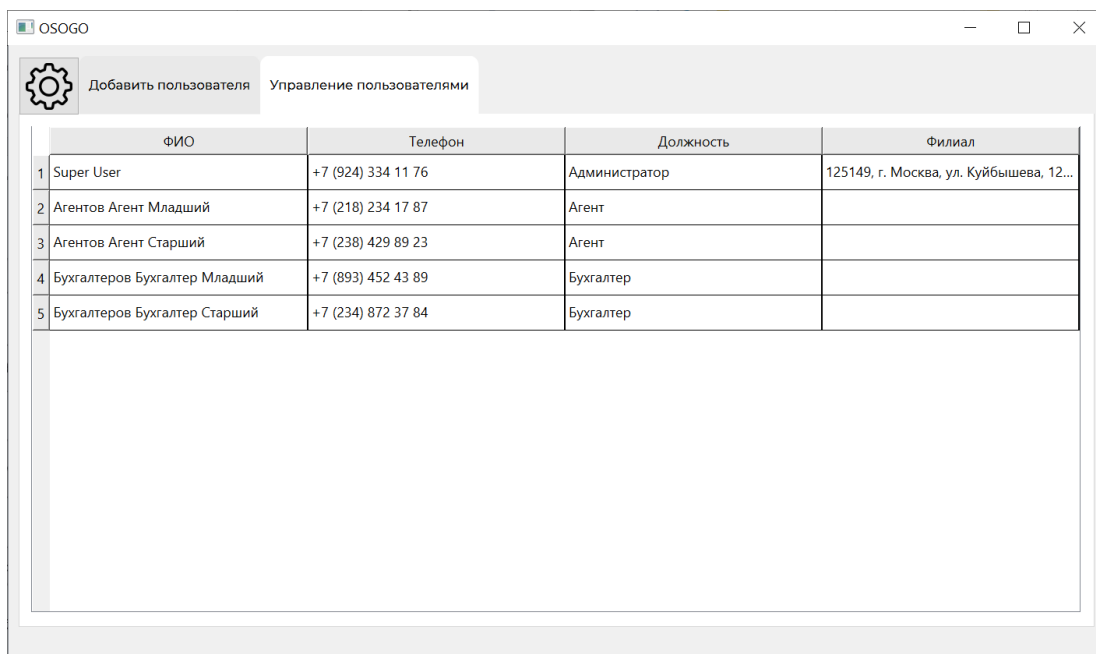 OSOGO
Добавить пользователя Управление пользователями
ФИО Телефон Должность Филиал
1 Super User +7 (924) 334 11 76 Администратор 125149, г. Москва, ул. Куйбышева, 12...
2 Агентов Агент Младший +7 (218) 234 17 87 Агент
3 Агентов Агент Старший +7 (238) 429 89 23 Агент
4 Бухгалтеров Бухгалтер Младший +7 (893) 452 43 89 Бухгалтер
5 Бухгалтеров Бухгалтер Старший +7 (234) 872 37 84 Бухгалтер